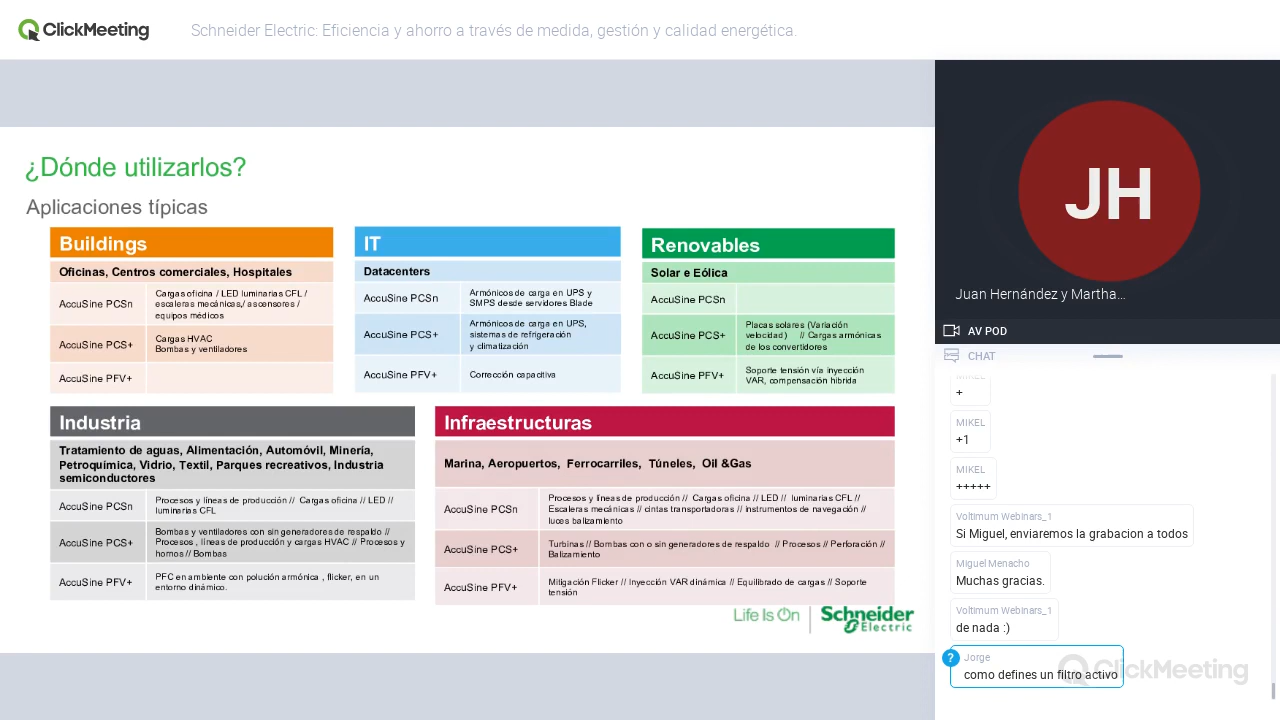 ClickMeeting
Schneider Electric: Eficiencia y ahorro a través de medida, gestión y calidad energética.
¿Dónde utilizarlos?
Aplicaciones típicas
Buildings
Oficinas, Centros comerciales, Hospitales
AccuSine PCSn
Cargas oficina / LED luminarias CFL /
escaleras mecánicas,/ ascensores /
equipos médicos
AccuSine PCS+
Cargas HVAC
Bombas y ventiladores
AccuSine PFV+
IT
Datacenters
AccuSine PCSn
Armónicos de carga en UPS y
SMPS desde servidores Blade
AccuSine PCS+
Armónicos de carga en UPS,
sistemas de refrigeración
y climatización
AccuSine PFV+
Corrección capacitiva
Renovables
Solar e Eólica
AccuSine PCSn
AccuSine PCS+
Placas solares (Variación
velocidad) // Cargas armónicas
de los convertidores
AccuSine PFV+
Soporte tensión vía inyección
VAR, compensación hibrida
Industria
Tratamiento de aguas, Alimentación, Automóvil, Minería,
Petroquímica, Vidrio, Textil, Parques recreativos, Industria
semiconductores
AccuSine PCSn
Procesos y líneas de producción // Cargas oficina // LED //
luminarias CFL
AccuSine PCS+
Bombas y ventiladores con sin generadores de respaldo //
Procesos , líneas de producción y cargas HVAC // Procesos y
hornos // Bombas
AccuSine PFV+
PFC en ambiente con polución armónica , flicker, en un
entorno dinámico.
Infraestructuras
Marina, Aeropuertos, Ferrocarriles, Túneles, Oil &Gas
AccuSine PCSn
Procesos y líneas de producción // Cargas oficina // LED // luminarias CFL //
Escaleras mecánicas // cintas transportadoras // instrumentos de navegación //
luces balizamiento
AccuSine PCS+
Turbinas // Bombas con o sin generadores de respaldo // Procesos // Perforación //
Balizamiento
AccuSine PFV+
Mitigación Flicker // Inyección VAR dinámica // Equilibrado de cargas // Soporte
tensión
Life Is On
Schneider
Electric
JH
Juan Hernández y Martha...
AV POD
CHAT
MIKEL
+
MIKEL
+1
MIKEL
+++++
Voltimum Webinars_1
Si Miguel, enviaremos la grabacion a todos
Miguel Menacho
Muchas gracias.
Voltimum Webinars_1
de nada :)
?
Jorge
como defines un filtro activo
ClickMeeting